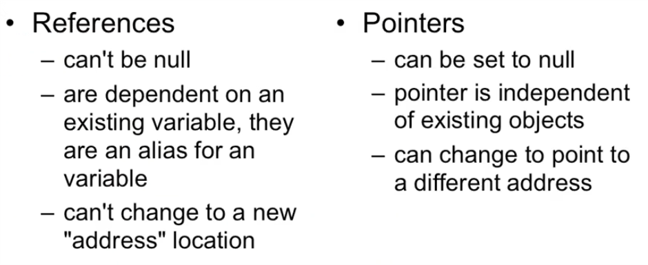 • References
– can't be null
– are dependent on an
existing variable, they
are an alias for an
variable
– can't change to a new
"address" location
• Pointers
– can be set to null
– pointer is independent
of existing objects
– can change to point to
a different address